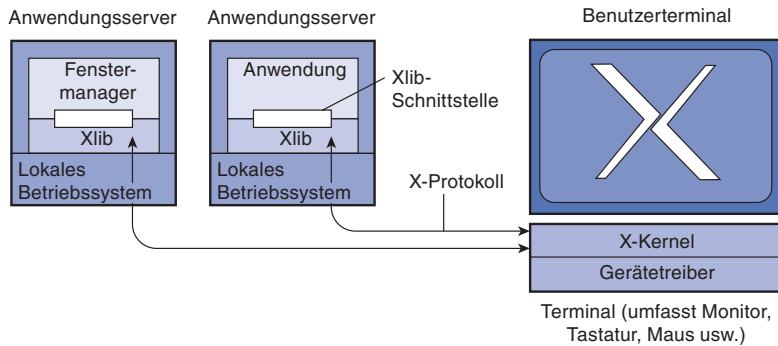 Anwendungsserver
Anwendungsserver
Benutzerterminal
Fenster-
manager
Xlib
Lokales
Betriebssystem
Anwendung
Xlib
Lokales
Betriebssystem
Xlib-
Schnittstelle
X-Protokoll
X
X-Kernel
Gerätetreiber
Terminal (umfasst Monitor,
Tastatur, Maus usw.)